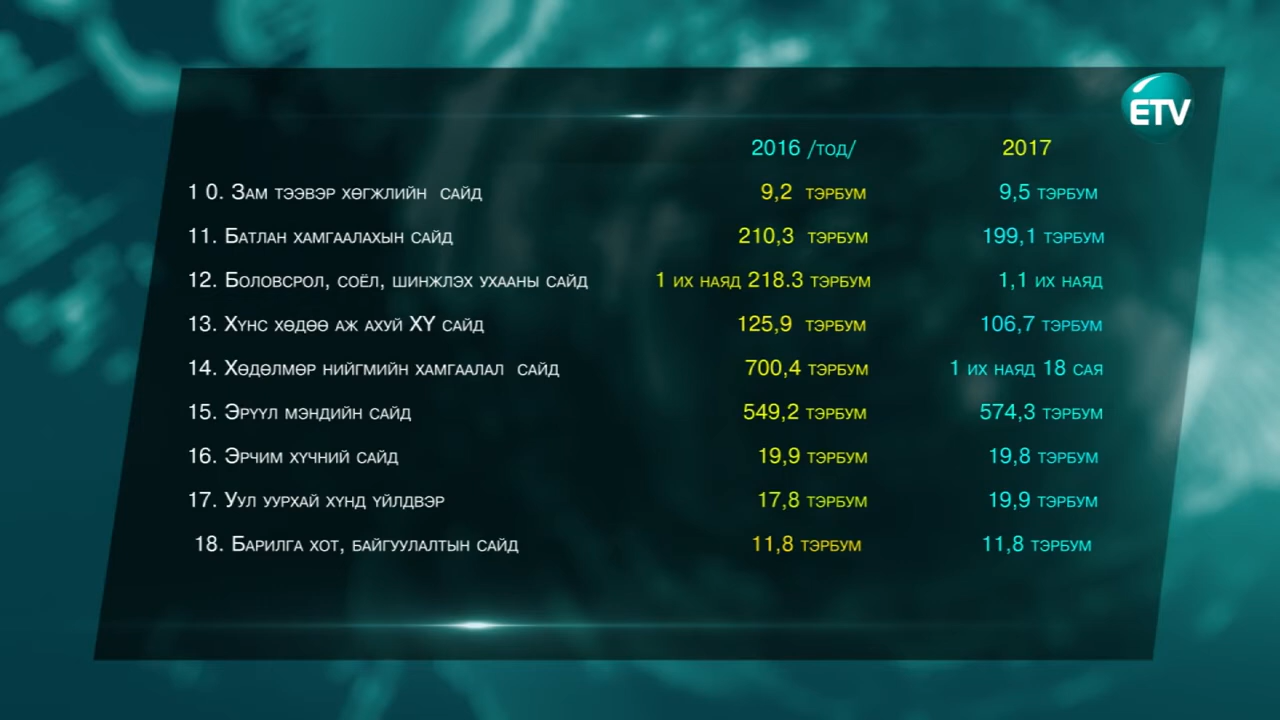 ETV
2016 /ТОД/ 2017
1 0. Зам тээвэр хөгжлийн сайд 9,2 тэрбум 9,5 тэрбум
11. Батлан хамгаалахын сайд 210,3 тэрбум 199,1 тэрбум
12. Боловсрол, соёл, шинжлэх ухааны сайд 1 их наяд 218.3 тэрбум 1,1 их наяд
13. Хүнс хөдөө аж ахуй ХҮ сайд 125,9 тэрбум 106,7 тэрбум
14. Хөдөлмөр нийгмийн хамгаалал сайд 700,4 тэрбум 1 их наяд 18 сая
15. Эрүүл мэндийн сайд 549,2 тэрбум 574,3 тэрбум
16. Эрчим хүчний сайд 19,9 тэрбум 19,8 тэрбум
17. Уул уурхай хүнд үйлдвэр 17,8 тэрбум 19,9 тэрбум
18. Барилга хот, байгуулалтын сайд 11,8 тэрбум 11,8 тэрбум